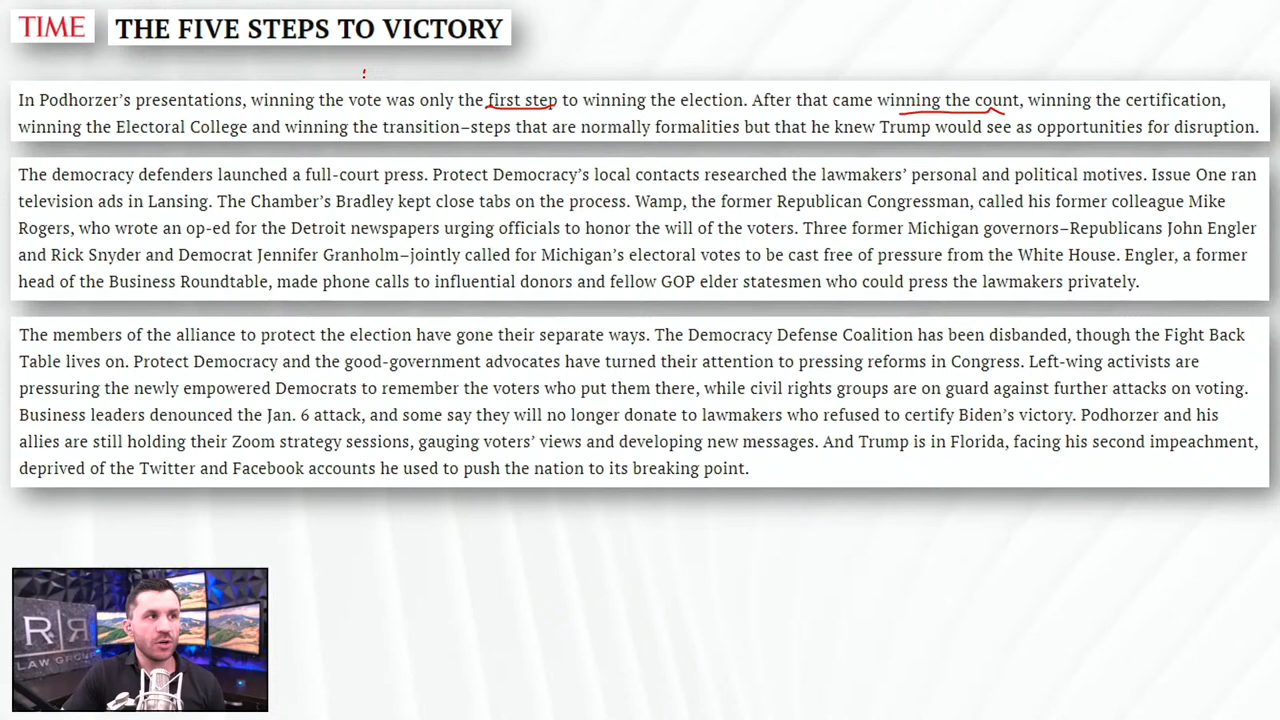 TIME THE FIVE STEPS TO VICTORY
In Podhorzer’s presentations, winning the vote was only the first step to winning the election. After that came winning the count, winning the certification,
winning the Electoral College and winning the transition–steps that are normally formalities but that he knew Trump would see as opportunities for disruption.
The democracy defenders launched a full-court press. Protect Democracy’s local contacts researched the lawmakers’ personal and political motives. Issue One ran
television ads in Lansing. The Chamber’s Bradley kept close tabs on the process. Wamp, the former Republican Congressman, called his former colleague Mike
Rogers, who wrote an op-ed for the Detroit newspapers urging officials to honor the will of the voters. Three former Michigan governors–Republicans John Engler
and Rick Snyder and Democrat Jennifer Granholm–jointly called for Michigan’s electoral votes to be cast free of pressure from the White House. Engler, a former
head of the Business Roundtable, made phone calls to influential donors and fellow GOP elder statesmen who could press the lawmakers privately.
The members of the alliance to protect the election have gone their separate ways. The Democracy Defense Coalition has been disbanded, though the Fight Back
Table lives on. Protect Democracy and the good-government advocates have turned their attention to pressing reforms in Congress. Left-wing activists are
pressuring the newly empowered Democrats to remember the voters who put them there, while civil rights groups are on guard against further attacks on voting.
Business leaders denounced the Jan. 6 attack, and some say they will no longer donate to lawmakers who refused to certify Biden’s victory. Podhorzer and his
allies are still holding their Zoom strategy sessions, gauging voters’ views and developing new messages. And Trump is in Florida, facing his second impeachment,
deprived of the Twitter and Facebook accounts he used to push the nation to its breaking point.
R|R
LAW GROUP